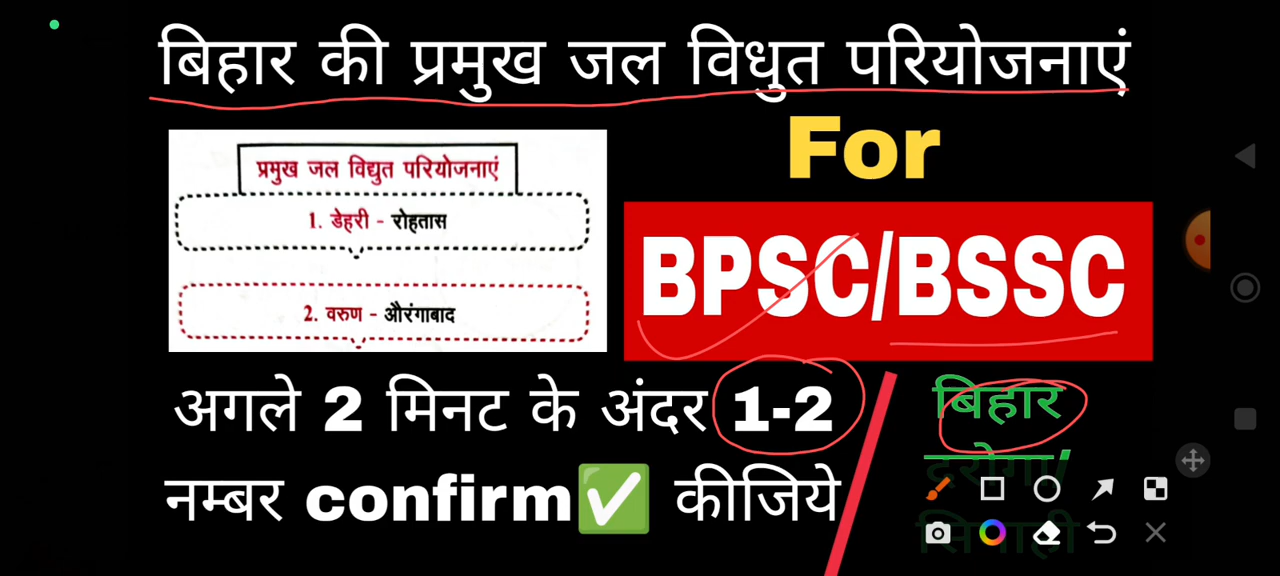 बिहार की प्रमुख जल विधुत परियोजनाएं
For
प्रमुख जल विद्युत परियोजनाएं
1. डेहरी - रोहतास
2. वरुण - औरंगाबाद
BPSC/BSSC
अगले 2 मिनट के अंदर 1-2
नम्बर confirm✅ कीजिये
बिहार
दरोगा/
सिपाही